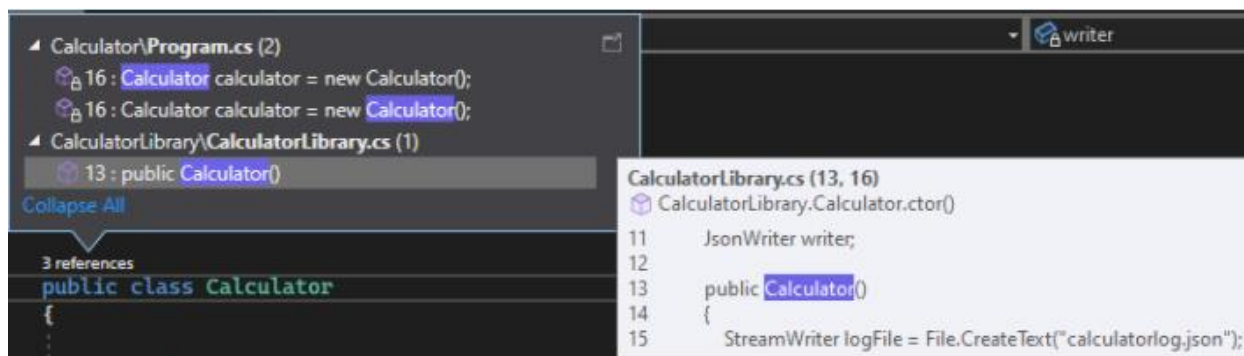 Calculator\Program.cs (2)
16 : Calculator calculator = new Calculator();
16 : Calculator calculator = new Calculator();
CalculatorLibrary\CalculatorLibrary.cs (1)
13 : public Calculator()
Collapse All
3 references
public class Calculator
{
writer
CalculatorLibrary.cs (13, 16)
CalculatorLibrary.Calculator.ctor()
11 JsonWriter writer;
12
13 public Calculator()
14 {
15 StreamWriter logFile = File.CreateText("calculatorlog.json");